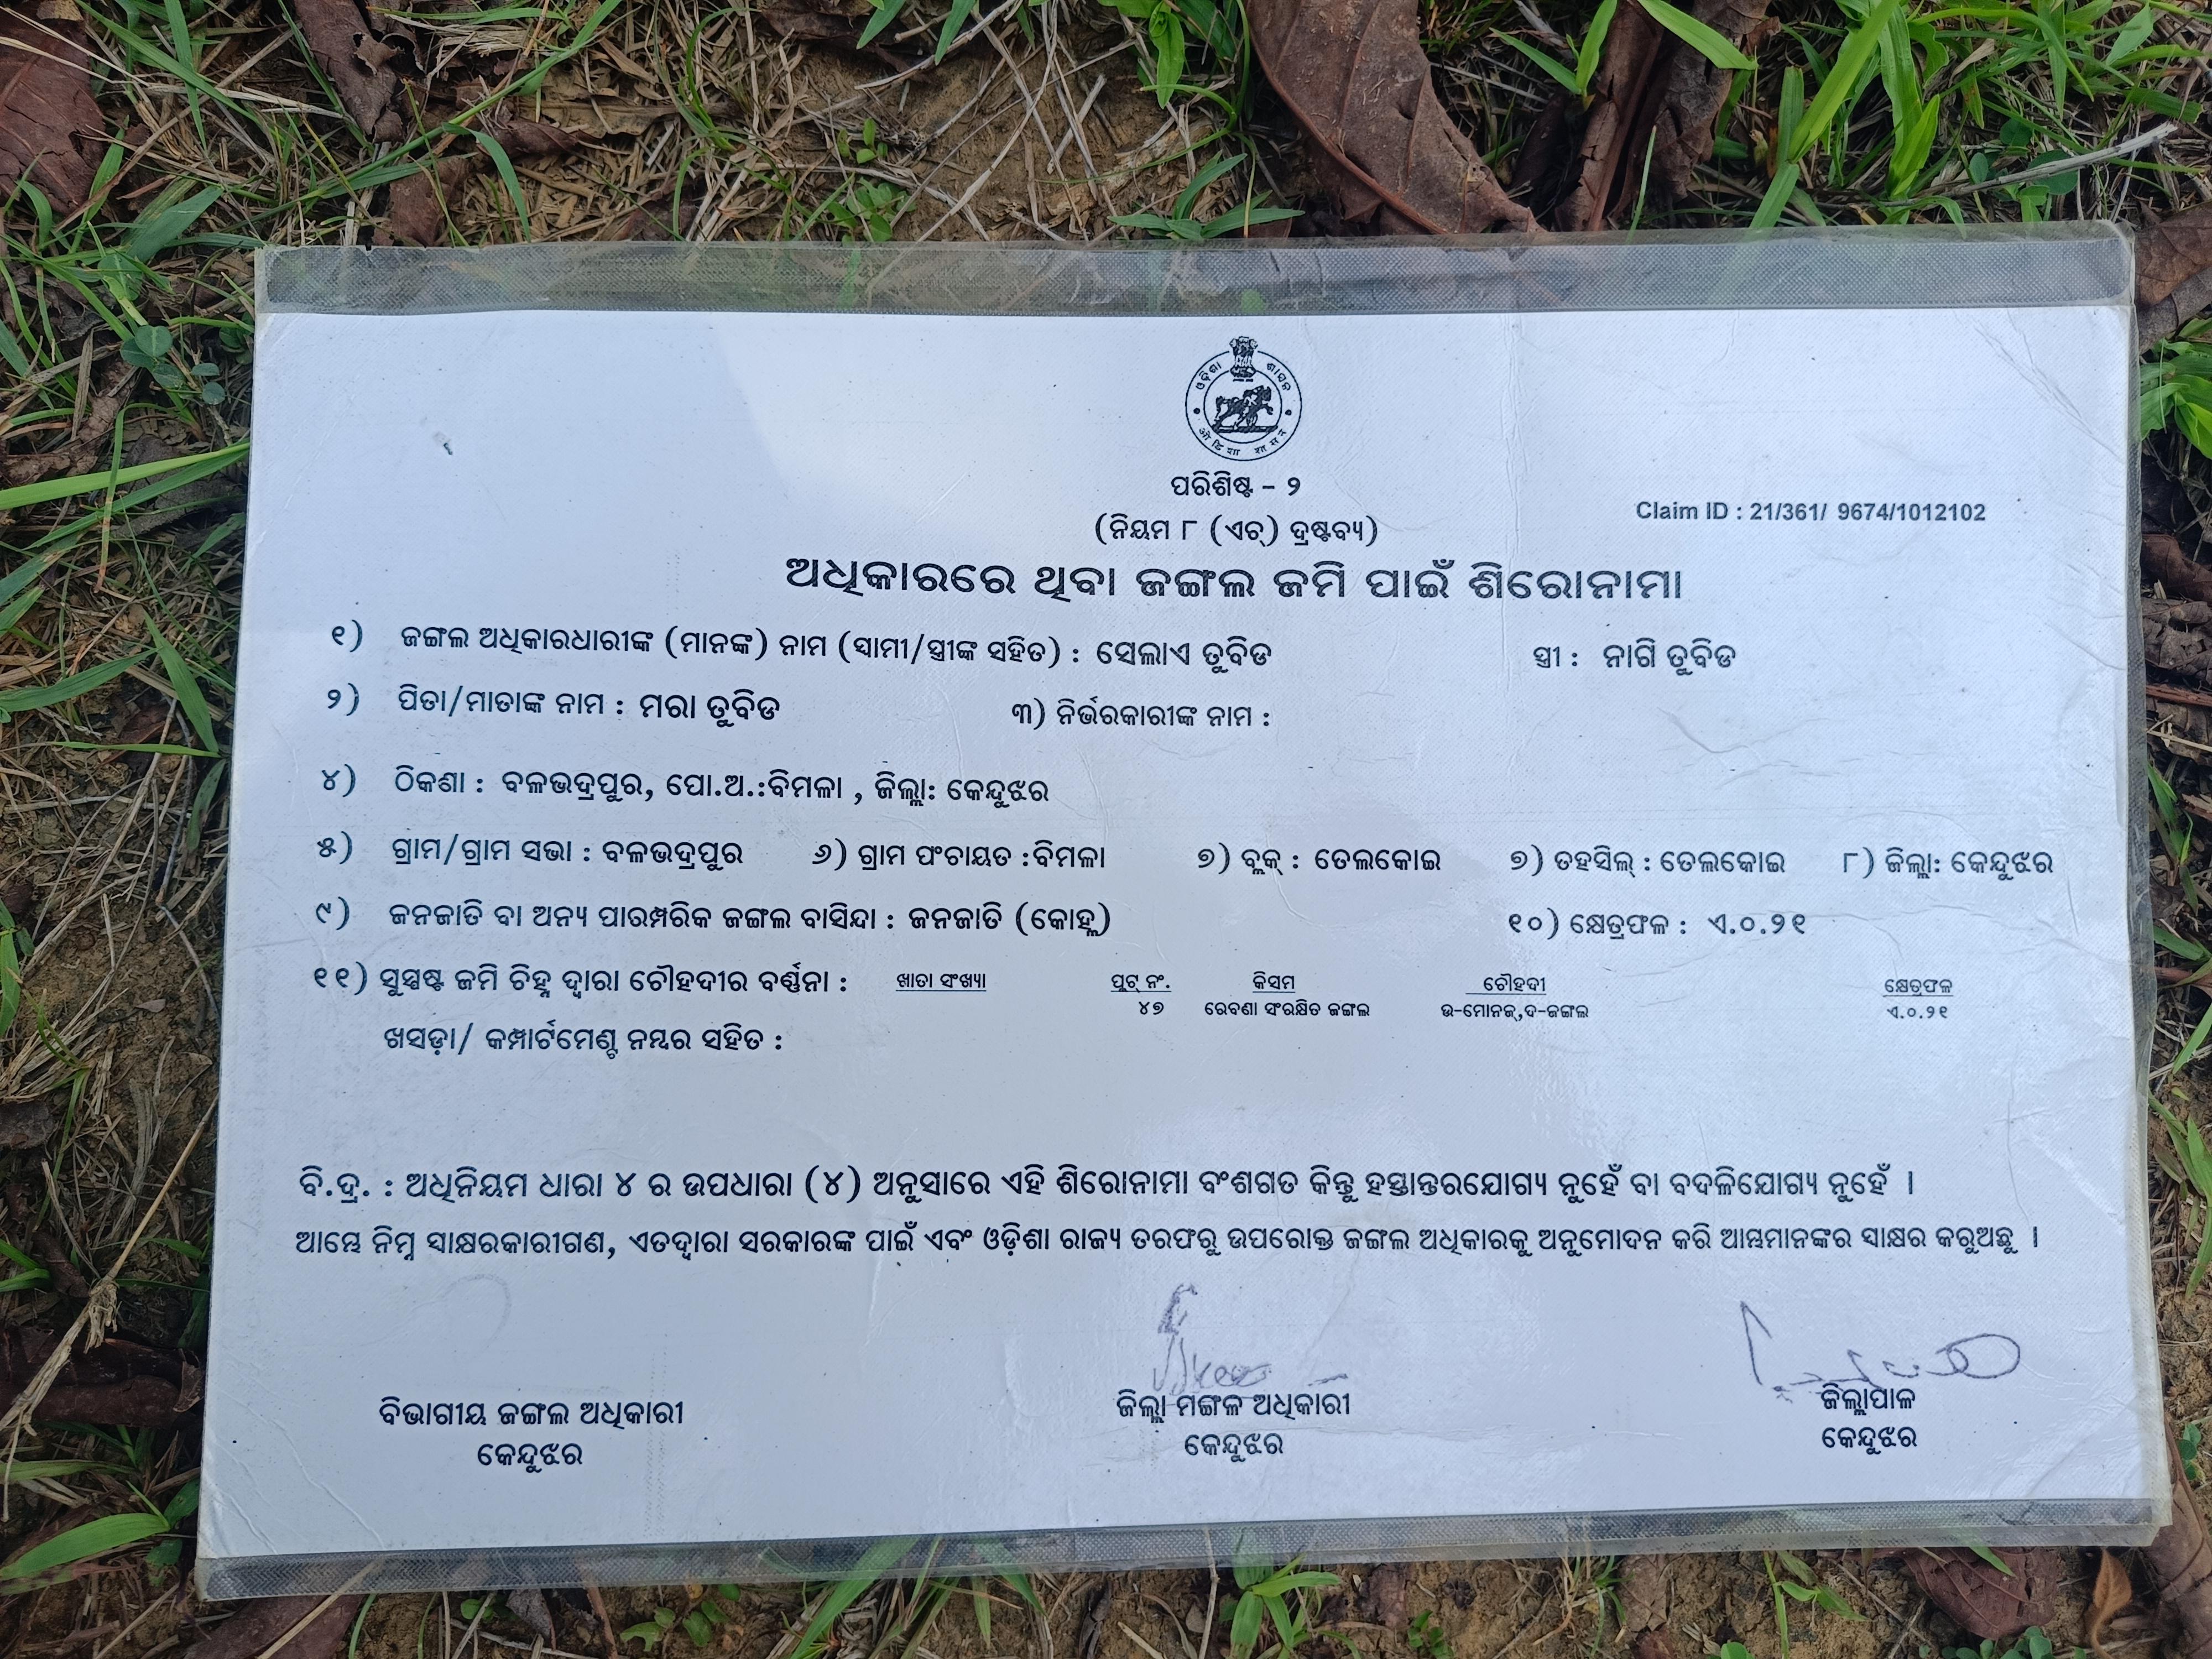 ଓଡ଼ିଶା ଶାସନ
ओडिशा शासन
ପରିଶିଷ୍ଟ - ୨
Claim ID : 21/361/ 9674/1012102
(ନିୟମ ୮ (ଏଚ୍) ଦ୍ରଷ୍ଟବ୍ୟ)
ଅଧିକାରରେ ଥିବା ଜଙ୍ଗଲ ଜମି ପାଇଁ ଶିରୋନାମା
୧) ଜଙ୍ଗଲ ଅଧିକାରଧାରୀଙ୍କ (ମାନଙ୍କ) ନାମ (ସ୍ୱାମୀ/ସ୍ତ୍ରୀଙ୍କ ସହିତ) : ସେଲାଏ ତୁବିଡ ସ୍ତ୍ରୀ : ନାଗି ତୁବିଡ
୨) ପିତା/ମାତାଙ୍କ ନାମ : ମରା ତୁବିଡ ୩) ନିର୍ଭରକାରୀଙ୍କ ନାମ :
୪) ଠିକଣା : ବଳଭଦ୍ରପୁର, ପୋ.ଅ.:ବିମଳା , ଜିଲ୍ଲା: କେନ୍ଦୁଝର
୫) ଗ୍ରାମ/ଗ୍ରାମ ସଭା : ବଳଭଦ୍ରପୁର ୬) ଗ୍ରାମ ପଂଚାୟତ :ବିମଳା ୭) ବ୍ଲକ୍ : ତେଲକୋଇ ୭) ତହସିଲ୍ : ତେଲକୋଇ ୮) ଜିଲ୍ଲା: କେନ୍ଦୁଝର
୯) ଜନଜାତି ବା ଅନ୍ୟ ପାରମ୍ପରିକ ଜଙ୍ଗଲ ବାସିନ୍ଦା : ଜନଜାତି (କୋହ୍ଲ) ୧୦) କ୍ଷେତ୍ରଫଳ : ଏ.୦.୨୧
୧୧) ସୁସ୍ପଷ୍ଟ ଜମି ଚିହ୍ନ ଦ୍ୱାରା ଚୌହଦୀର ବର୍ଣ୍ଣନା : ଖାତା ସଂଖ୍ୟା ପ୍ଲଟ୍ ନଂ. କିସମ ଚୌହଦୀ କ୍ଷେତ୍ରଫଳ
୪୭ ରେବଣା ସଂରକ୍ଷିତ ଜଙ୍ଗଲ ଉ-ମୋନଜ୍,ଦ-ଜଙ୍ଗଲ ଏ.୦.୨୧
ଖସଡ଼ା/ କମ୍ପାର୍ଟମେଣ୍ଟ ନମ୍ବର ସହିତ :
ବି.ଦ୍ର. : ଅଧିନିୟମ ଧାରା ୪ ର ଉପଧାରା (୪) ଅନୁସାରେ ଏହି ଶିରୋନାମା ବଂଶଗତ କିନ୍ତୁ ହସ୍ତାନ୍ତରଯୋଗ୍ୟ ନୁହେଁ ବା ବଦଳିଯୋଗ୍ୟ ନୁହେଁ ।
ଆମ୍ଭେ ନିମ୍ନ ସ୍ୱାକ୍ଷରକାରୀଗଣ, ଏତଦ୍ୱାରା ସରକାରଙ୍କ ପାଇଁ ଏବଂ ଓଡ଼ିଶା ରାଜ୍ୟ ତରଫରୁ ଉପରୋକ୍ତ ଜଙ୍ଗଲ ଅଧିକାରକୁ ଅନୁମୋଦନ କରି ଆମ୍ଭମାନଙ୍କର ସ୍ୱାକ୍ଷର କରୁଅଛୁ ।
ବିଭାଗୀୟ ଜଙ୍ଗଲ ଅଧିକାରୀ ଜିଲ୍ଲା ମଙ୍ଗଳ ଅଧିକାରୀ ଜିଲ୍ଲାପାଳ
କେନ୍ଦୁଝର କେନ୍ଦୁଝର କେନ୍ଦୁଝର